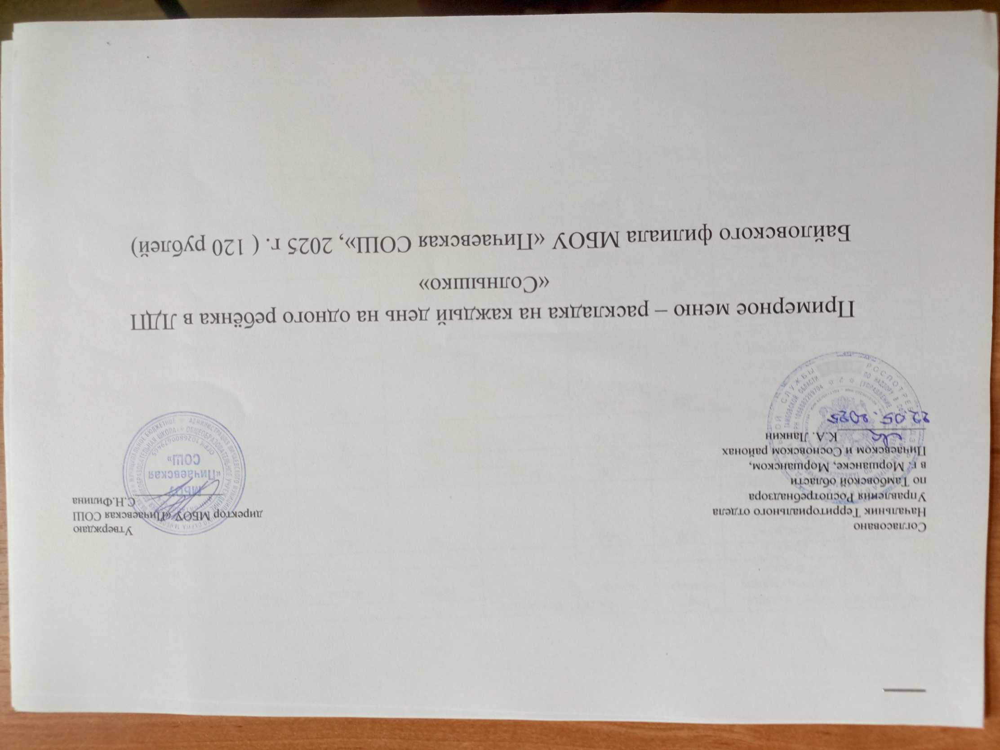 Согласовано
Начальник Территориального отдела
Управления Роспотребнадзора
по Тамбовской области
в г. Моршанске, Моршанском,
Пичаевском и Сосновском районах
К.А. Ланкин
22.05.2025
Утверждаю
директор МБОУ «Пичаевская СОШ
С.Н.Филина
МБОУ
«Пичаевская
СОШ»
Примерное меню – раскладка на каждый день на одного ребёнка в ЛДП
«Солнышко»
Байловского филиала МБОУ «Пичаевская СОШ», 2025 г. ( 120 рублей)